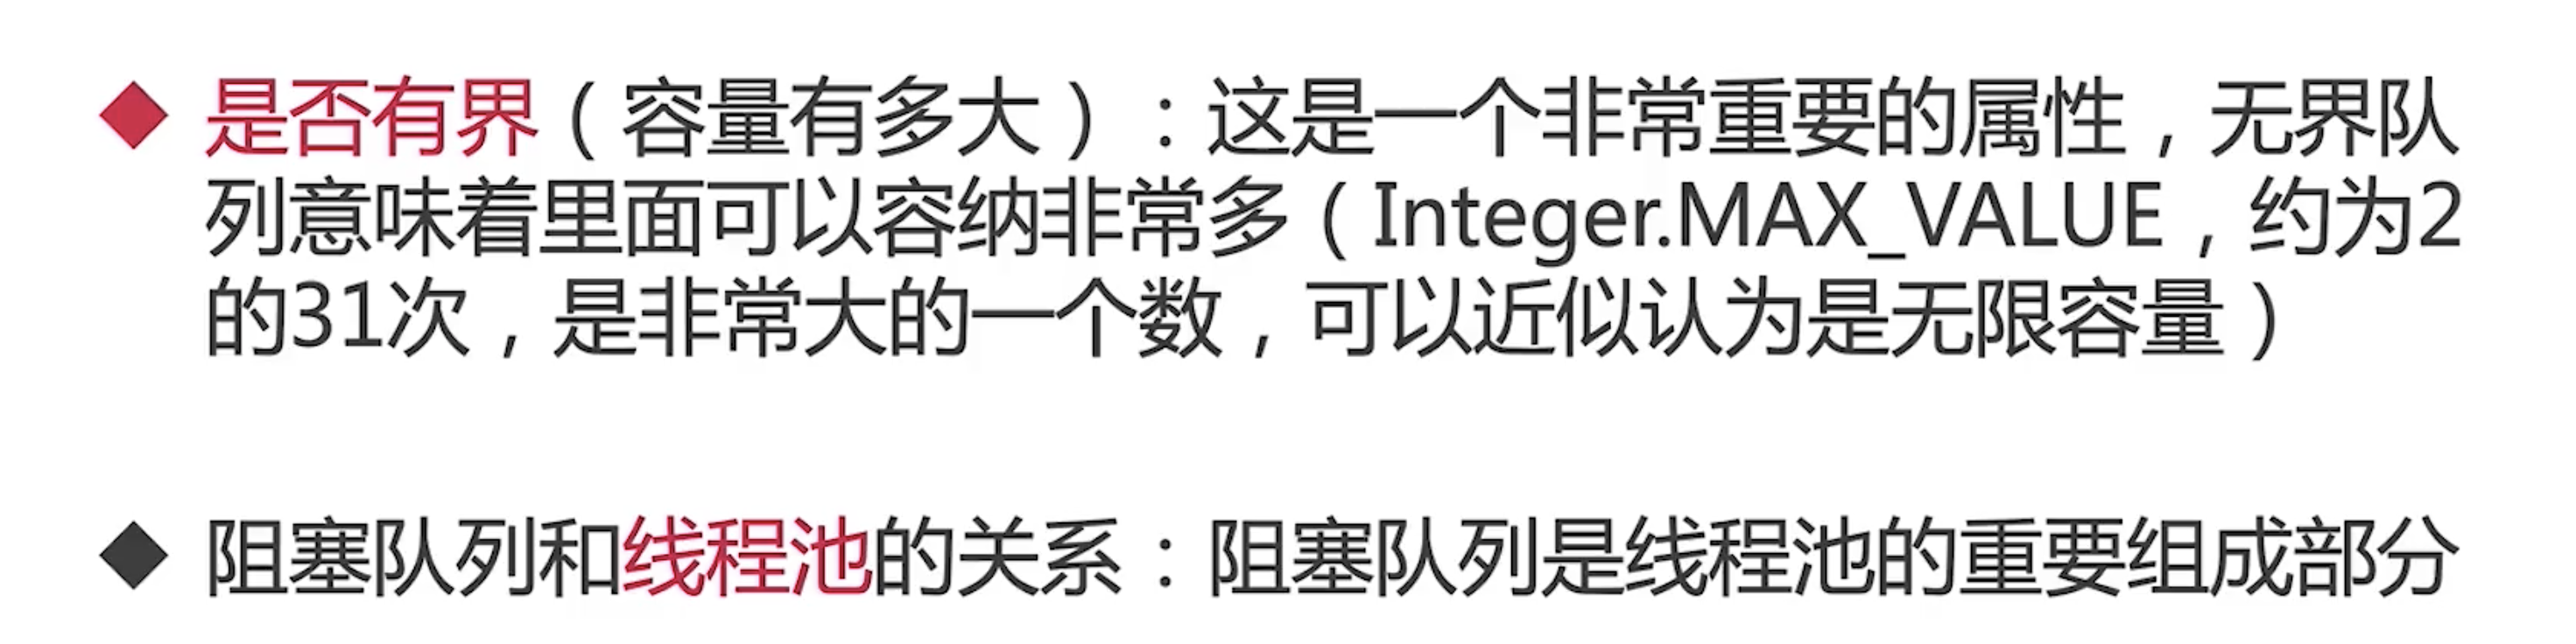 ◆ 是否有界（容量有多大）：这是一个非常重要的属性，无界队
列意味着里面可以容纳非常多（Integer.MAX_VALUE，约为2
的31次，是非常大的一个数，可以近似认为是无限容量）
◆ 阻塞队列和线程池的关系：阻塞队列是线程池的重要组成部分